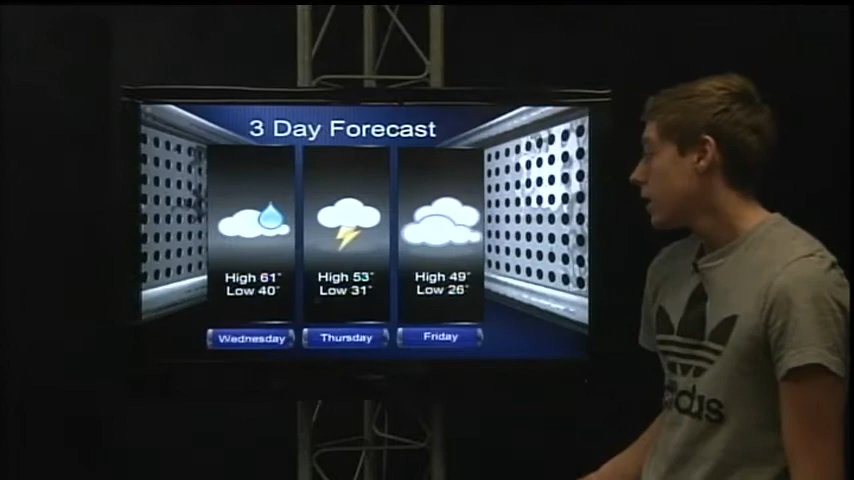 3 Day Forecast
High 61°
Low 40°
High 53°
Low 31°
High 49°
Low 26°
Wednesday
Thursday
Friday
adidas